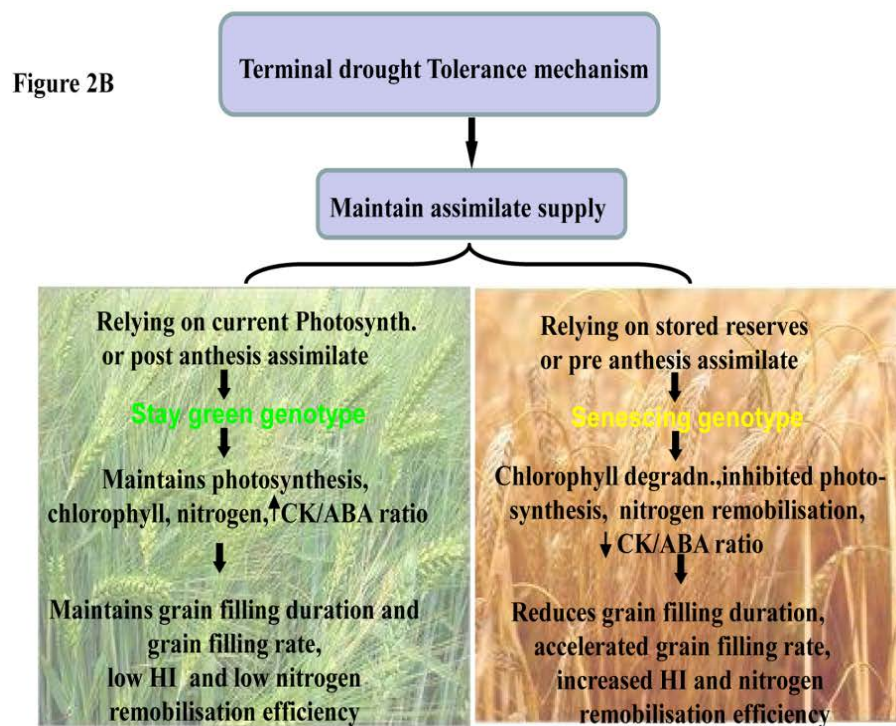 Figure 2B
Terminal drought Tolerance mechanism
Maintain assimilate supply
Relying on current Photosynth.
or post anthesis assimilate
Stay green genotype
Maintains photosynthesis,
chlorophyll, nitrogen,↑CK/ABA ratio
Maintains grain filling duration and
grain filling rate,
low HI and low nitrogen
remobilisation efficiency
Relying on stored reserves
or pre anthesis assimilate
Senescing genotype
Chlorophyll degradn.,inhibited photo-
synthesis, nitrogen remobilisation,
↓ CK/ABA ratio
Reduces grain filling duration,
accelerated grain filling rate,
increased HI and nitrogen
remobilisation efficiency